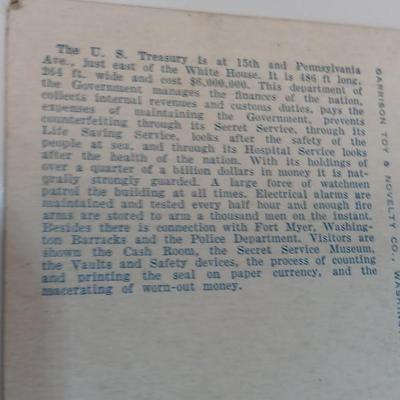 The U. S. Treasury is at 15th and Pennsylvania
Ave., just east of the White House. It is 486 ft long,
264 ft. wide and cost $6,000,000. This department of
the Government manages the finances of the nation,
collects internal revenues and customs duties, pays the
expenses of maintaining the Government, prevents
counterfeiting through its Secret Service, through its
Life Saving Service, looks after the safety of the
people at sea, and through its Hospital Service looks
after the health of the nation. With its holdings of
over a quarter of a billion dollars in money it is nat-
urally strongly guarded. A large force of watchmen
patrol the building at all times. Electrical alarms are
maintained and tested every half hour and enough fire
arms are stored to arm a thousand men on the instant.
Besides there is connection with Fort Myer, Washing-
ton Barracks and the Police Department. Visitors are
shown the Cash Room, the Secret Service Museum,
the Vaults and Safety devices, the process of counting
and printing the seal on paper currency, and the
macerating of worn-out money.
GARRISON TOY & NOVELTY CO.,